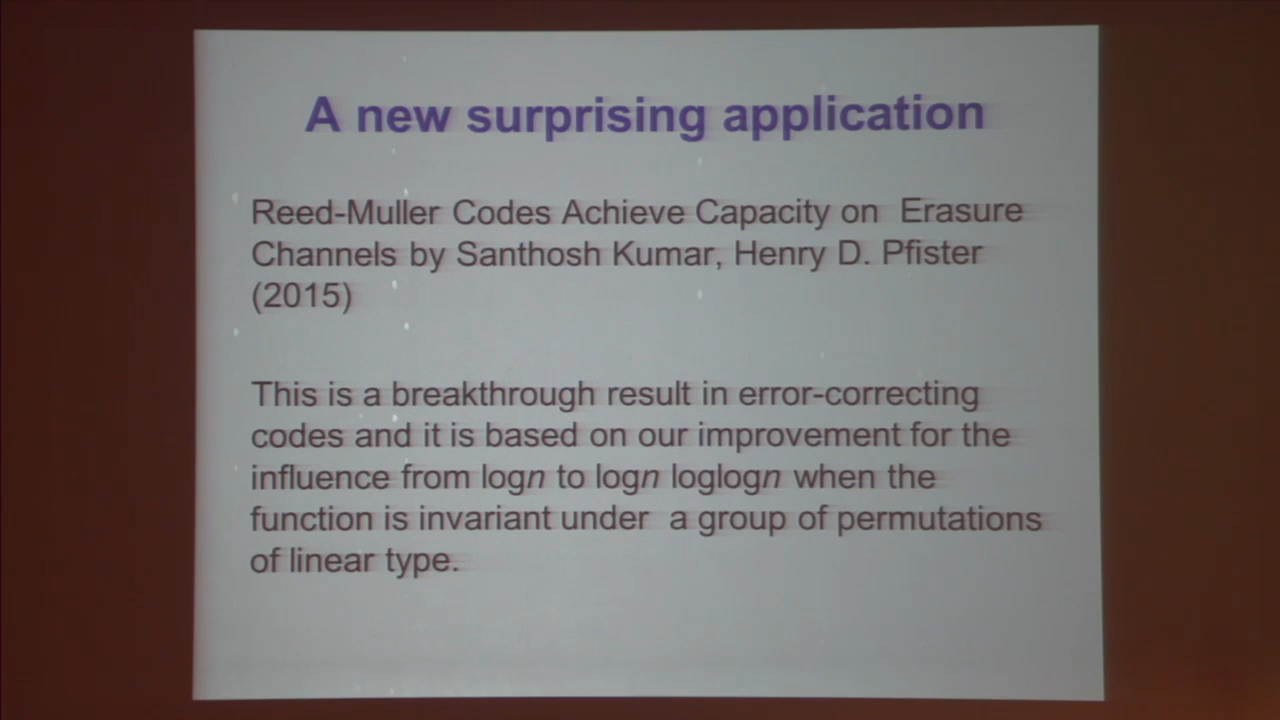 A new surprising application
Reed-Muller Codes Achieve Capacity on Erasure
Channels by Santhosh Kumar, Henry D. Pfister
(2015)
This is a breakthrough result in error-correcting
codes and it is based on our improvement for the
influence from logn to logn loglogn when the
function is invariant under a group of permutations
of linear type.